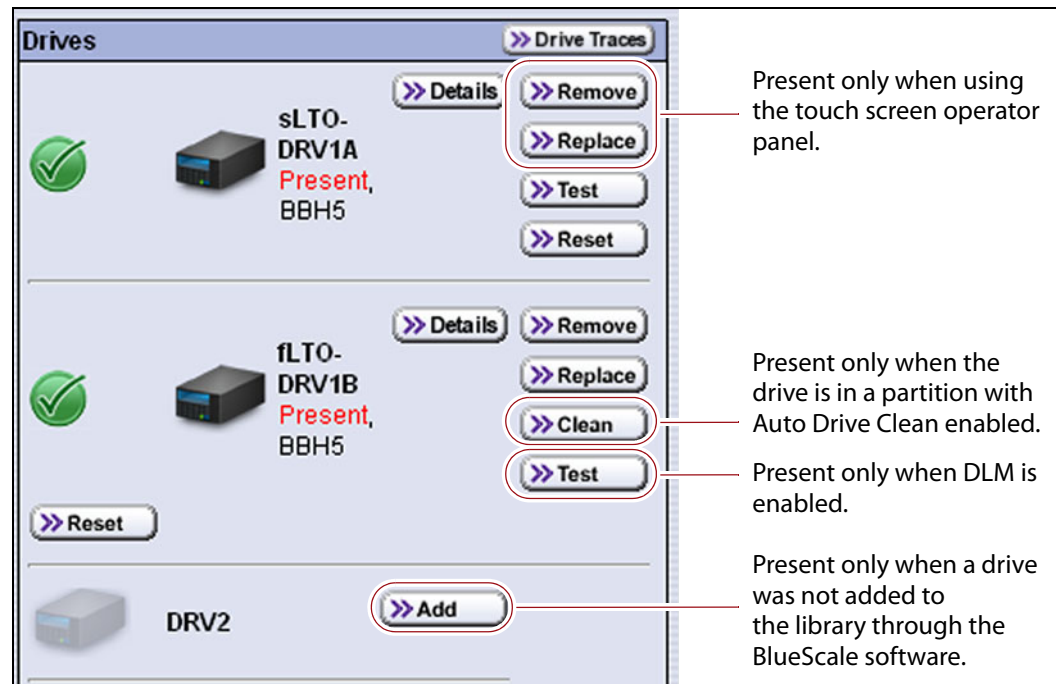 Drives
>> Drive Traces
>> Details
>> Remove
sLTO-
DRV1A
Present,
BBH5
>> Replace
>> Test
>> Reset
Present only when using
the touch screen operator
panel.
>> Details
>> Remove
fLTO-
DRV1B
Present,
BBH5
>> Replace
>> Clean
>> Test
>> Reset
Present only when the
drive is in a partition with
Auto Drive Clean enabled.
Present only when DLM is
enabled.
DRV2
>> Add
Present only when a drive
was not added to
the library through the
BlueScale software.